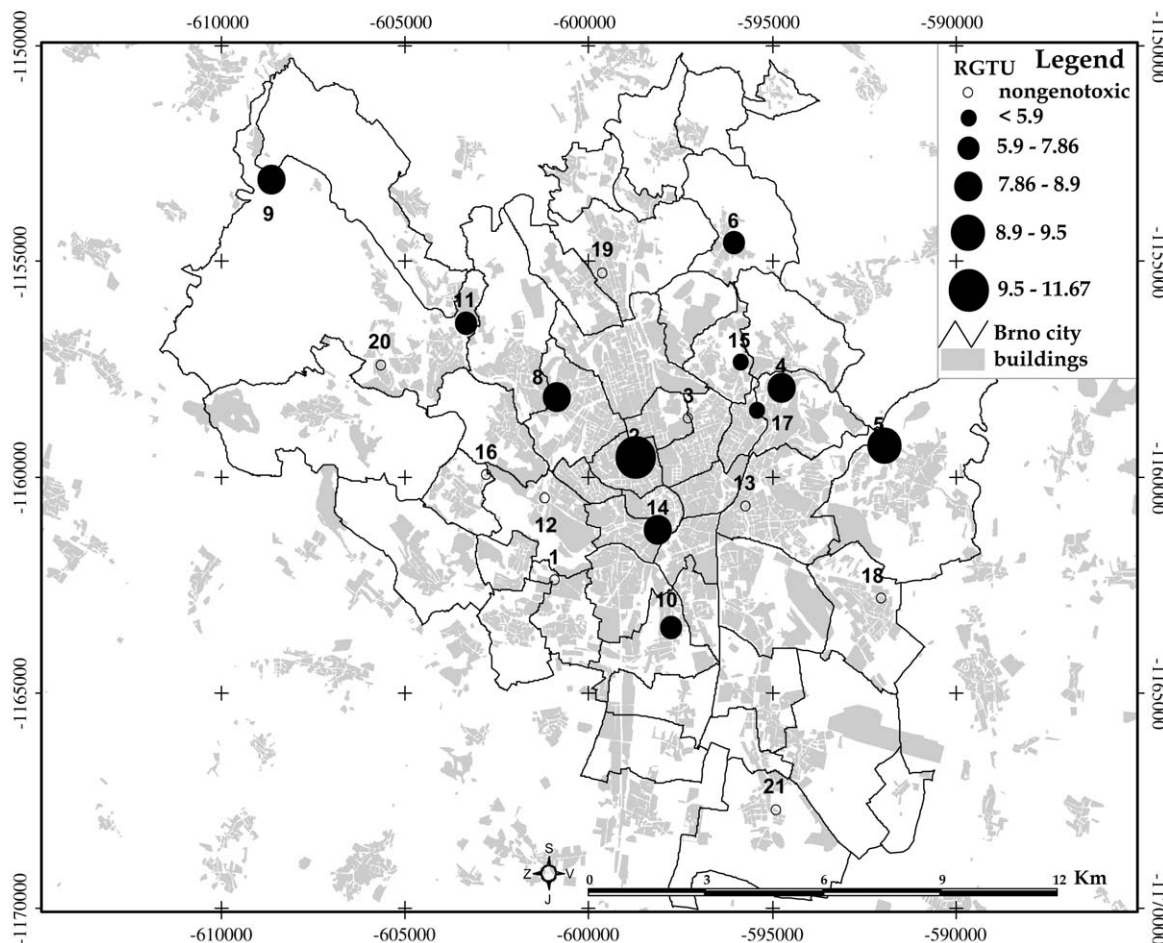 -610000 -605000 -600000 -595000 -590000
-1150000 -1150000
RGTU Legend
nongenotoxic
< 5.9
5.9 - 7.86
7.86 - 8.9
8.9 - 9.5
9.5 - 11.67
Brno city
buildings
9
6
19
-1155000 -1155000
11
20
15
4
8
3
17
5
2
16
13
-1160000 -1160000
14
12
1
18
10
-1165000 -1165000
21
S
Z V
J
0 3 6 9 12 Km
-1170000 -1170000
-610000 -605000 -600000 -595000 -590000